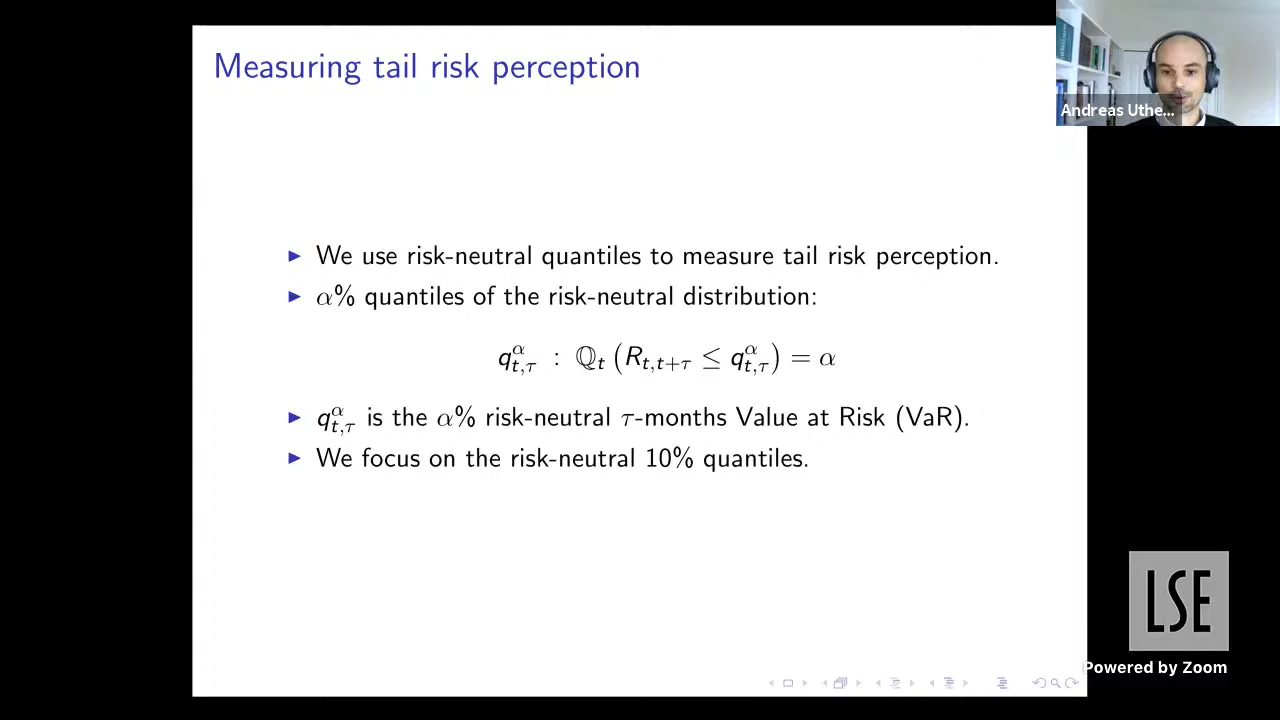 Measuring tail risk perception
Andreas Uthe...
▶ We use risk-neutral quantiles to measure tail risk perception.
▶ α% quantiles of the risk-neutral distribution:
q^α_{t,τ} : ℚ_t (R_{t,t+τ} ≤ q^α_{t,τ}) = α
▶ q^α_{t,τ} is the α% risk-neutral τ-months Value at Risk (VaR).
▶ We focus on the risk-neutral 10% quantiles.
LSE
Powered by Zoom